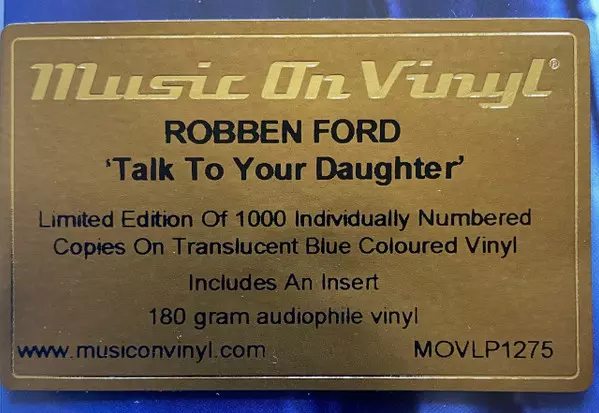 Music On Vinyl®
ROBBEN FORD
‘Talk To Your Daughter’
Limited Edition Of 1000 Individually Numbered
Copies On Translucent Blue Coloured Vinyl
Includes An Insert
180 gram audiophile vinyl
www.musiconvinyl.com MOVLP1275